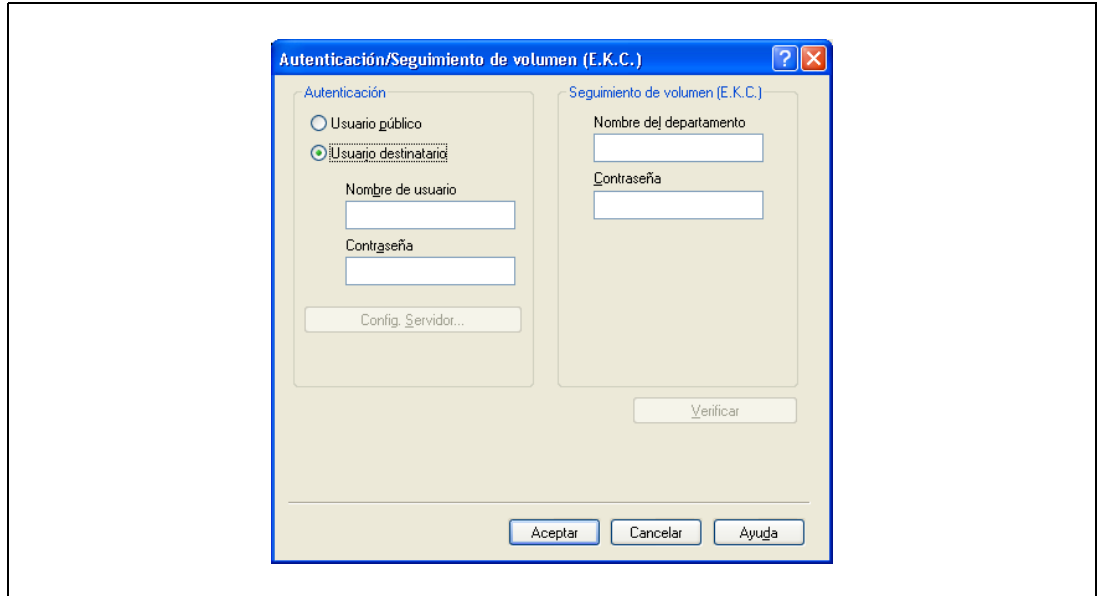 Autenticación/Seguimiento de volumen (E.K.C.)
Autenticación
Usuario público
Usuario destinatario
Nombre de usuario
Contraseña
Config. Servidor...
Seguimiento de volumen (E.K.C.)
Nombre del departamento
Contraseña
Verificar
Aceptar
Cancelar
Ayuda